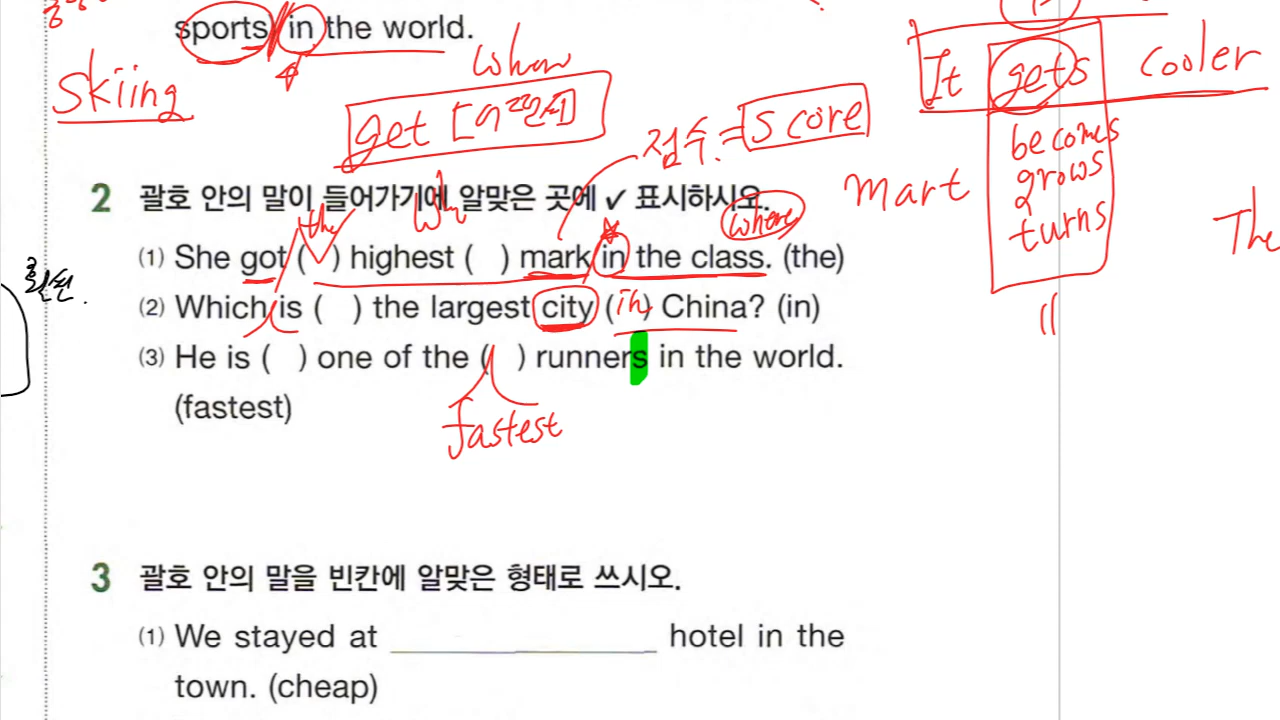 sports in the world.
Skiing
when
get [어쩐지]
점수 = score
It gets cooler
becomes
grows
turns
mart
The
2 괄호 안의 말이 들어가기에 알맞은 곳에 ✓ 표시하시오.
the
where
(1) She got ( ) highest ( ) mark in the class. (the)
(2) Which is ( ) the largest city (in) China? (in)
(3) He is ( ) one of the ( ) runners in the world.
(fastest)
fastest
3 괄호 안의 말을 빈칸에 알맞은 형태로 쓰시오.
(1) We stayed at ____________ hotel in the
town. (cheap)